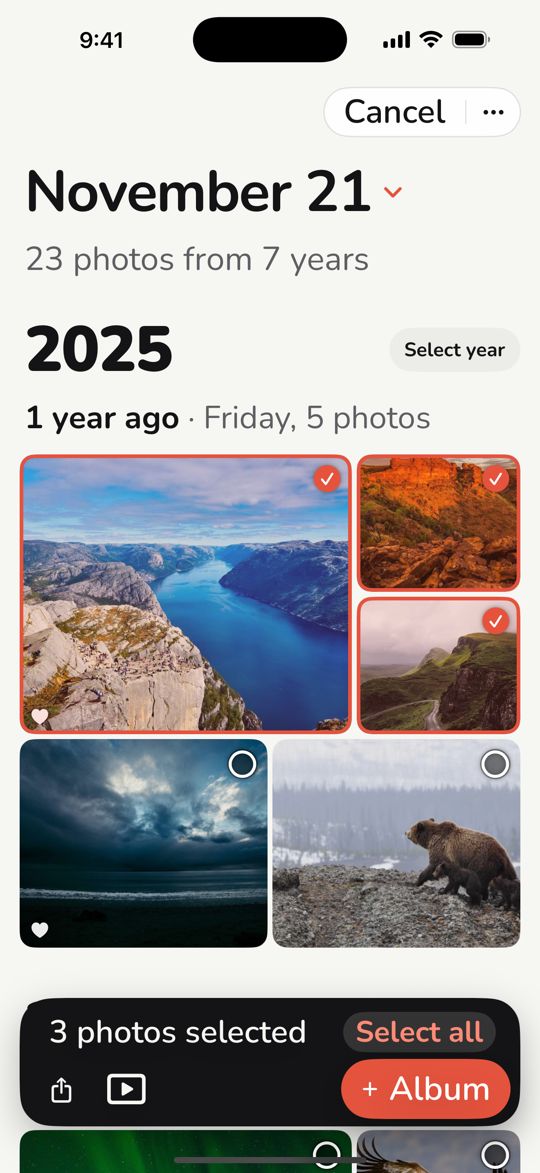 9:41
Cancel
November 21
23 photos from 7 years
2025
Select year
1 year ago · Friday, 5 photos
3 photos selected
Select all
+ Album